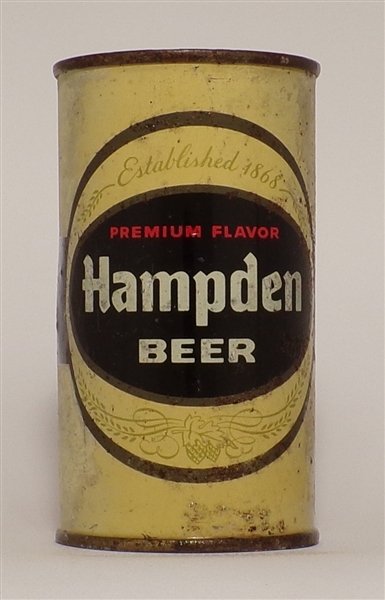 Established 1868
PREMIUM FLAVOR
Hampden
BEER